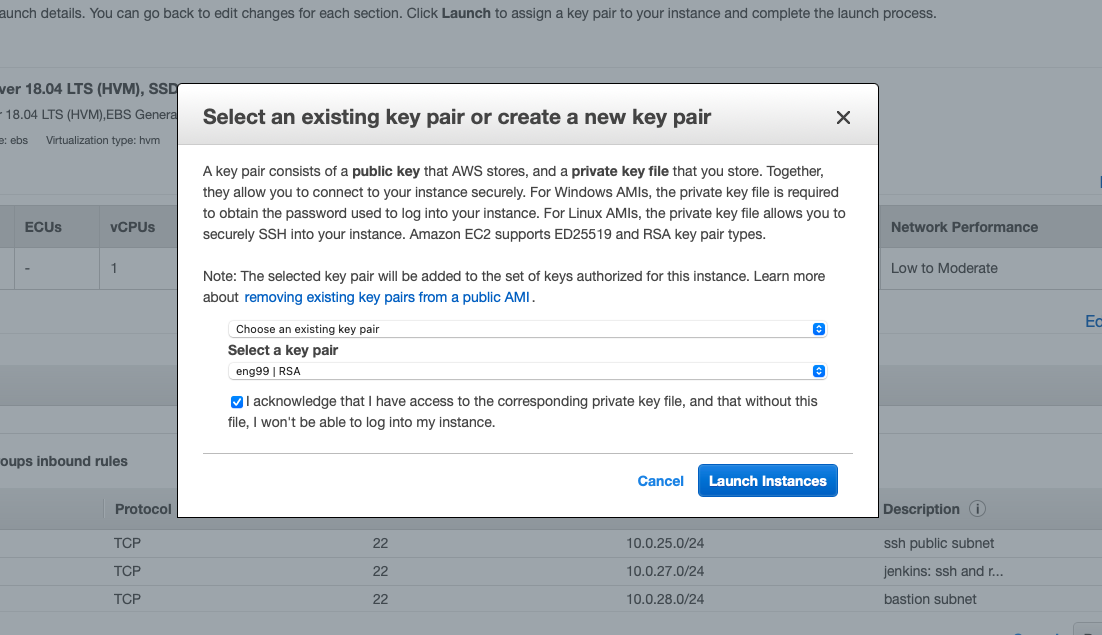 aunch details. You can go back to edit changes for each section. Click Launch to assign a key pair to your instance and complete the launch process.
ver 18.04 LTS (HVM), SSD
18.04 LTS (HVM),EBS Genera
e: ebs Virtualization type: hvm
Select an existing key pair or create a new key pair
A key pair consists of a public key that AWS stores, and a private key file that you store. Together,
they allow you to connect to your instance securely. For Windows AMIs, the private key file is required
to obtain the password used to log into your instance. For Linux AMIs, the private key file allows you to
securely SSH into your instance. Amazon EC2 supports ED25519 and RSA key pair types.
Note: The selected key pair will be added to the set of keys authorized for this instance. Learn more
about removing existing key pairs from a public AMI.
Choose an existing key pair
Select a key pair
eng99 | RSA
I acknowledge that I have access to the corresponding private key file, and that without this
file, I won't be able to log into my instance.
Cancel Launch Instances
ECUs vCPUs Network Performance
- 1 Low to Moderate
Ed
oups inbound rules
Protocol Description i
TCP 22 10.0.25.0/24 ssh public subnet
TCP 22 10.0.27.0/24 jenkins: ssh and r...
TCP 22 10.0.28.0/24 bastion subnet